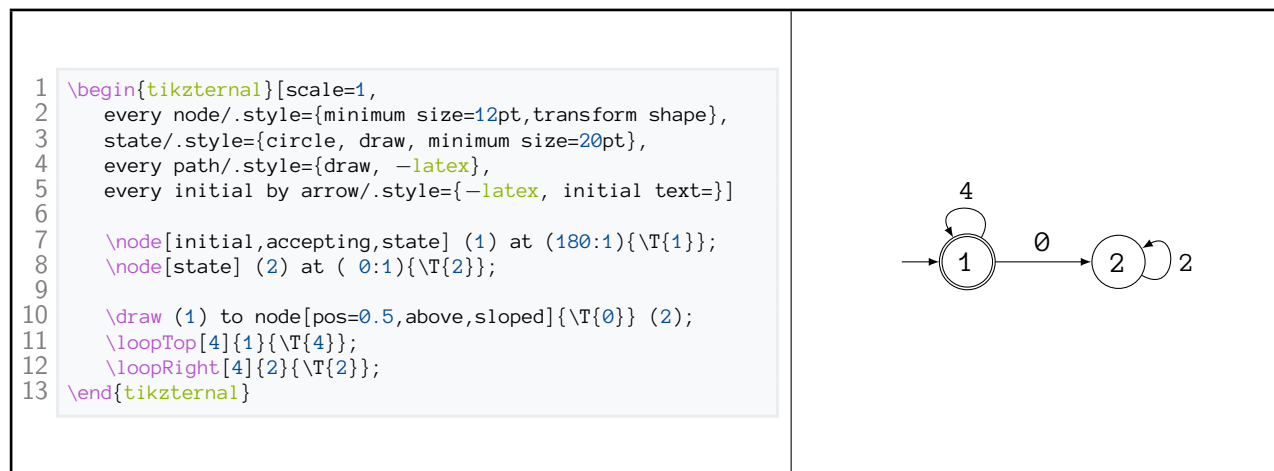 1 \begin{tikzternal}[scale=1,
2 every node/.style={minimum size=12pt,transform shape},
3 state/.style={circle, draw, minimum size=20pt},
4 every path/.style={draw, −latex},
5 every initial by arrow/.style={−latex, initial text=}]
6
7 \node[initial,accepting,state] (1) at (180:1){\T{1}};
8 \node[state] (2) at ( 0:1){\T{2}};
9
10 \draw (1) to node[pos=0.5,above,sloped]{\T{0}} (2);
11 \loopTop[4]{1}{\T{4}};
12 \loopRight[4]{2}{\T{2}};
13 \end{tikzternal}
4
0
1 2 2